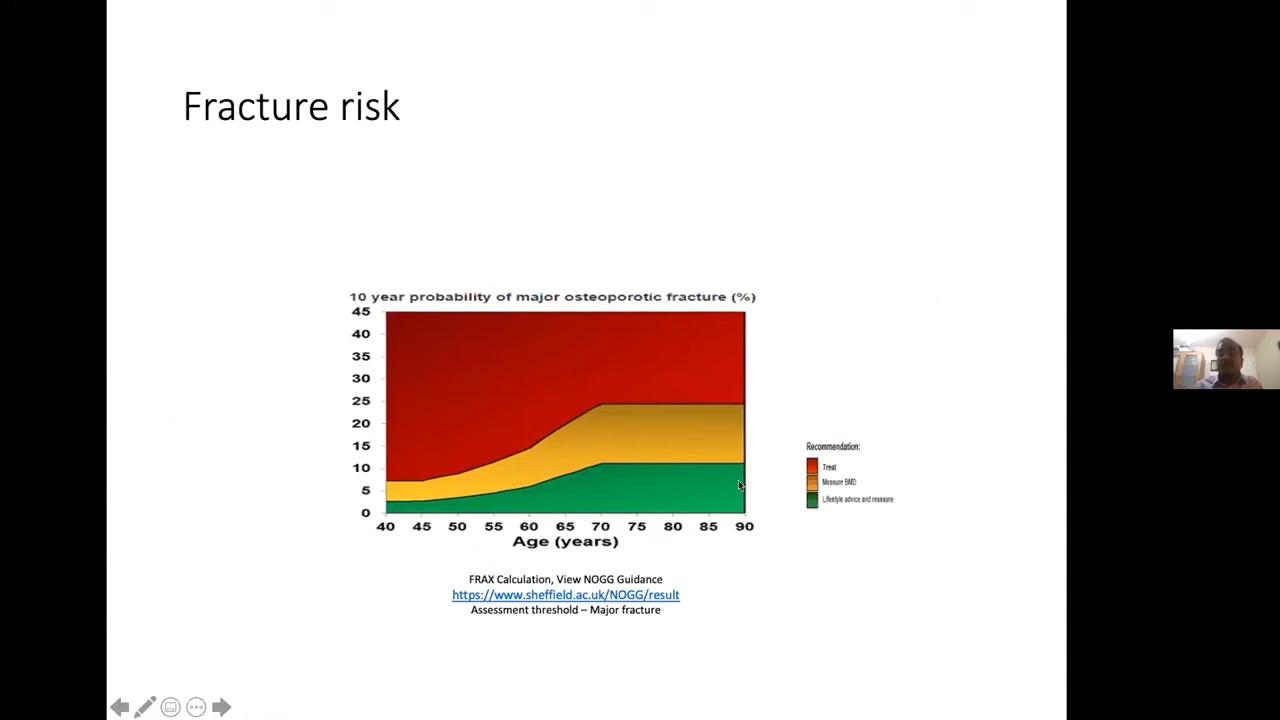 Fracture risk
10 year probability of major osteoporotic fracture (%)
45
40
35
30
25
20
15
10
5
0
40 45 50 55 60 65 70 75 80 85 90
Age (years)
Recommendation:
Treat
Measure BMD
Lifestyle advice and reassure
FRAX Calculation, View NOGG Guidance
https://www.sheffield.ac.uk/NOGG/result
Assessment threshold – Major fracture